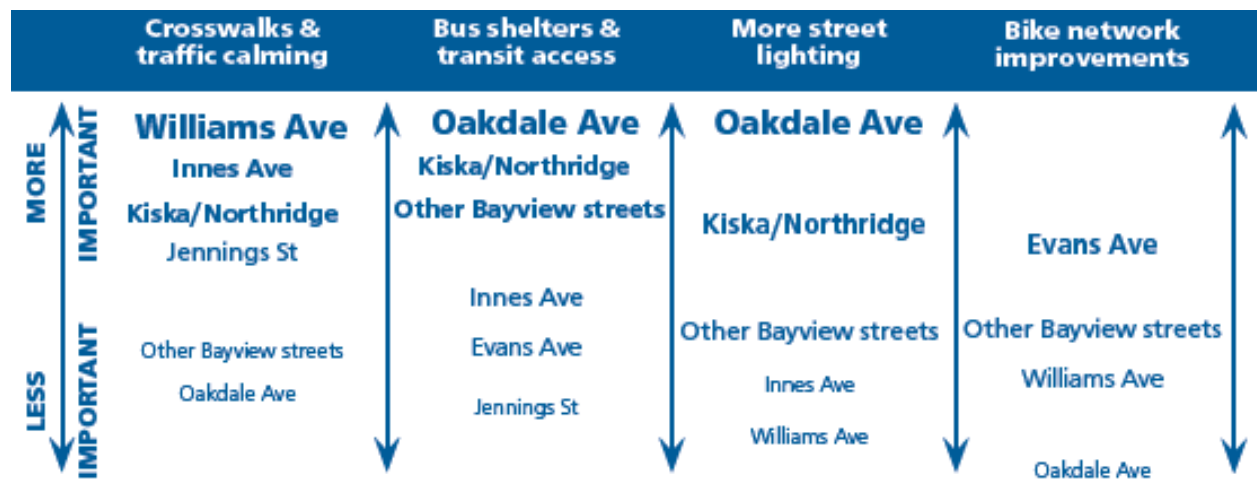 Crosswalks &
traffic calming
Bus shelters &
transit access
More street
lighting
Bike network
improvements
MORE
IMPORTANT
LESS
IMPORTANT
Williams Ave
Innes Ave
Kiska/Northridge
Jennings St
Other Bayview streets
Oakdale Ave
Oakdale Ave
Kiska/Northridge
Other Bayview streets
Innes Ave
Evans Ave
Jennings St
Oakdale Ave
Kiska/Northridge
Other Bayview streets
Innes Ave
Williams Ave
Evans Ave
Other Bayview streets
Williams Ave
Oakdale Ave